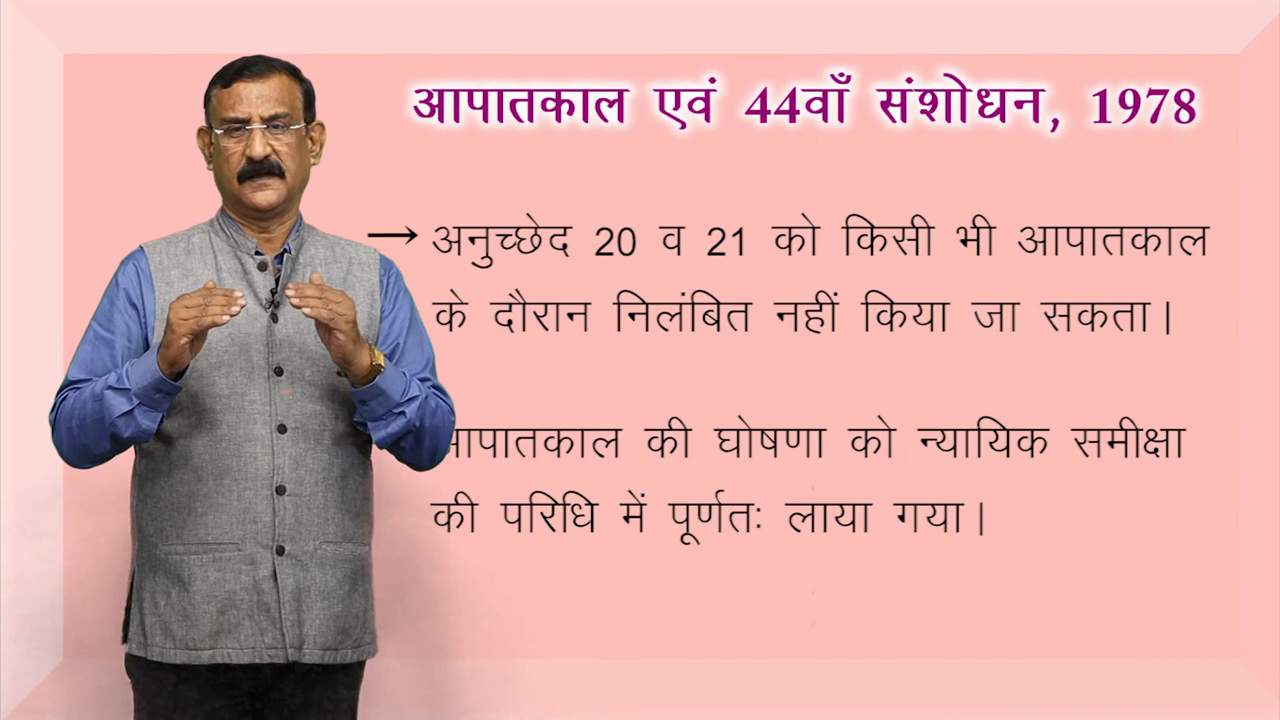 आपातकाल एवं 44वाँ संशोधन, 1978
→ अनुच्छेद 20 व 21 को किसी भी आपातकाल
के दौरान निलंबित नहीं किया जा सकता।
आपातकाल की घोषणा को न्यायिक समीक्षा
की परिधि में पूर्णतः लाया गया।